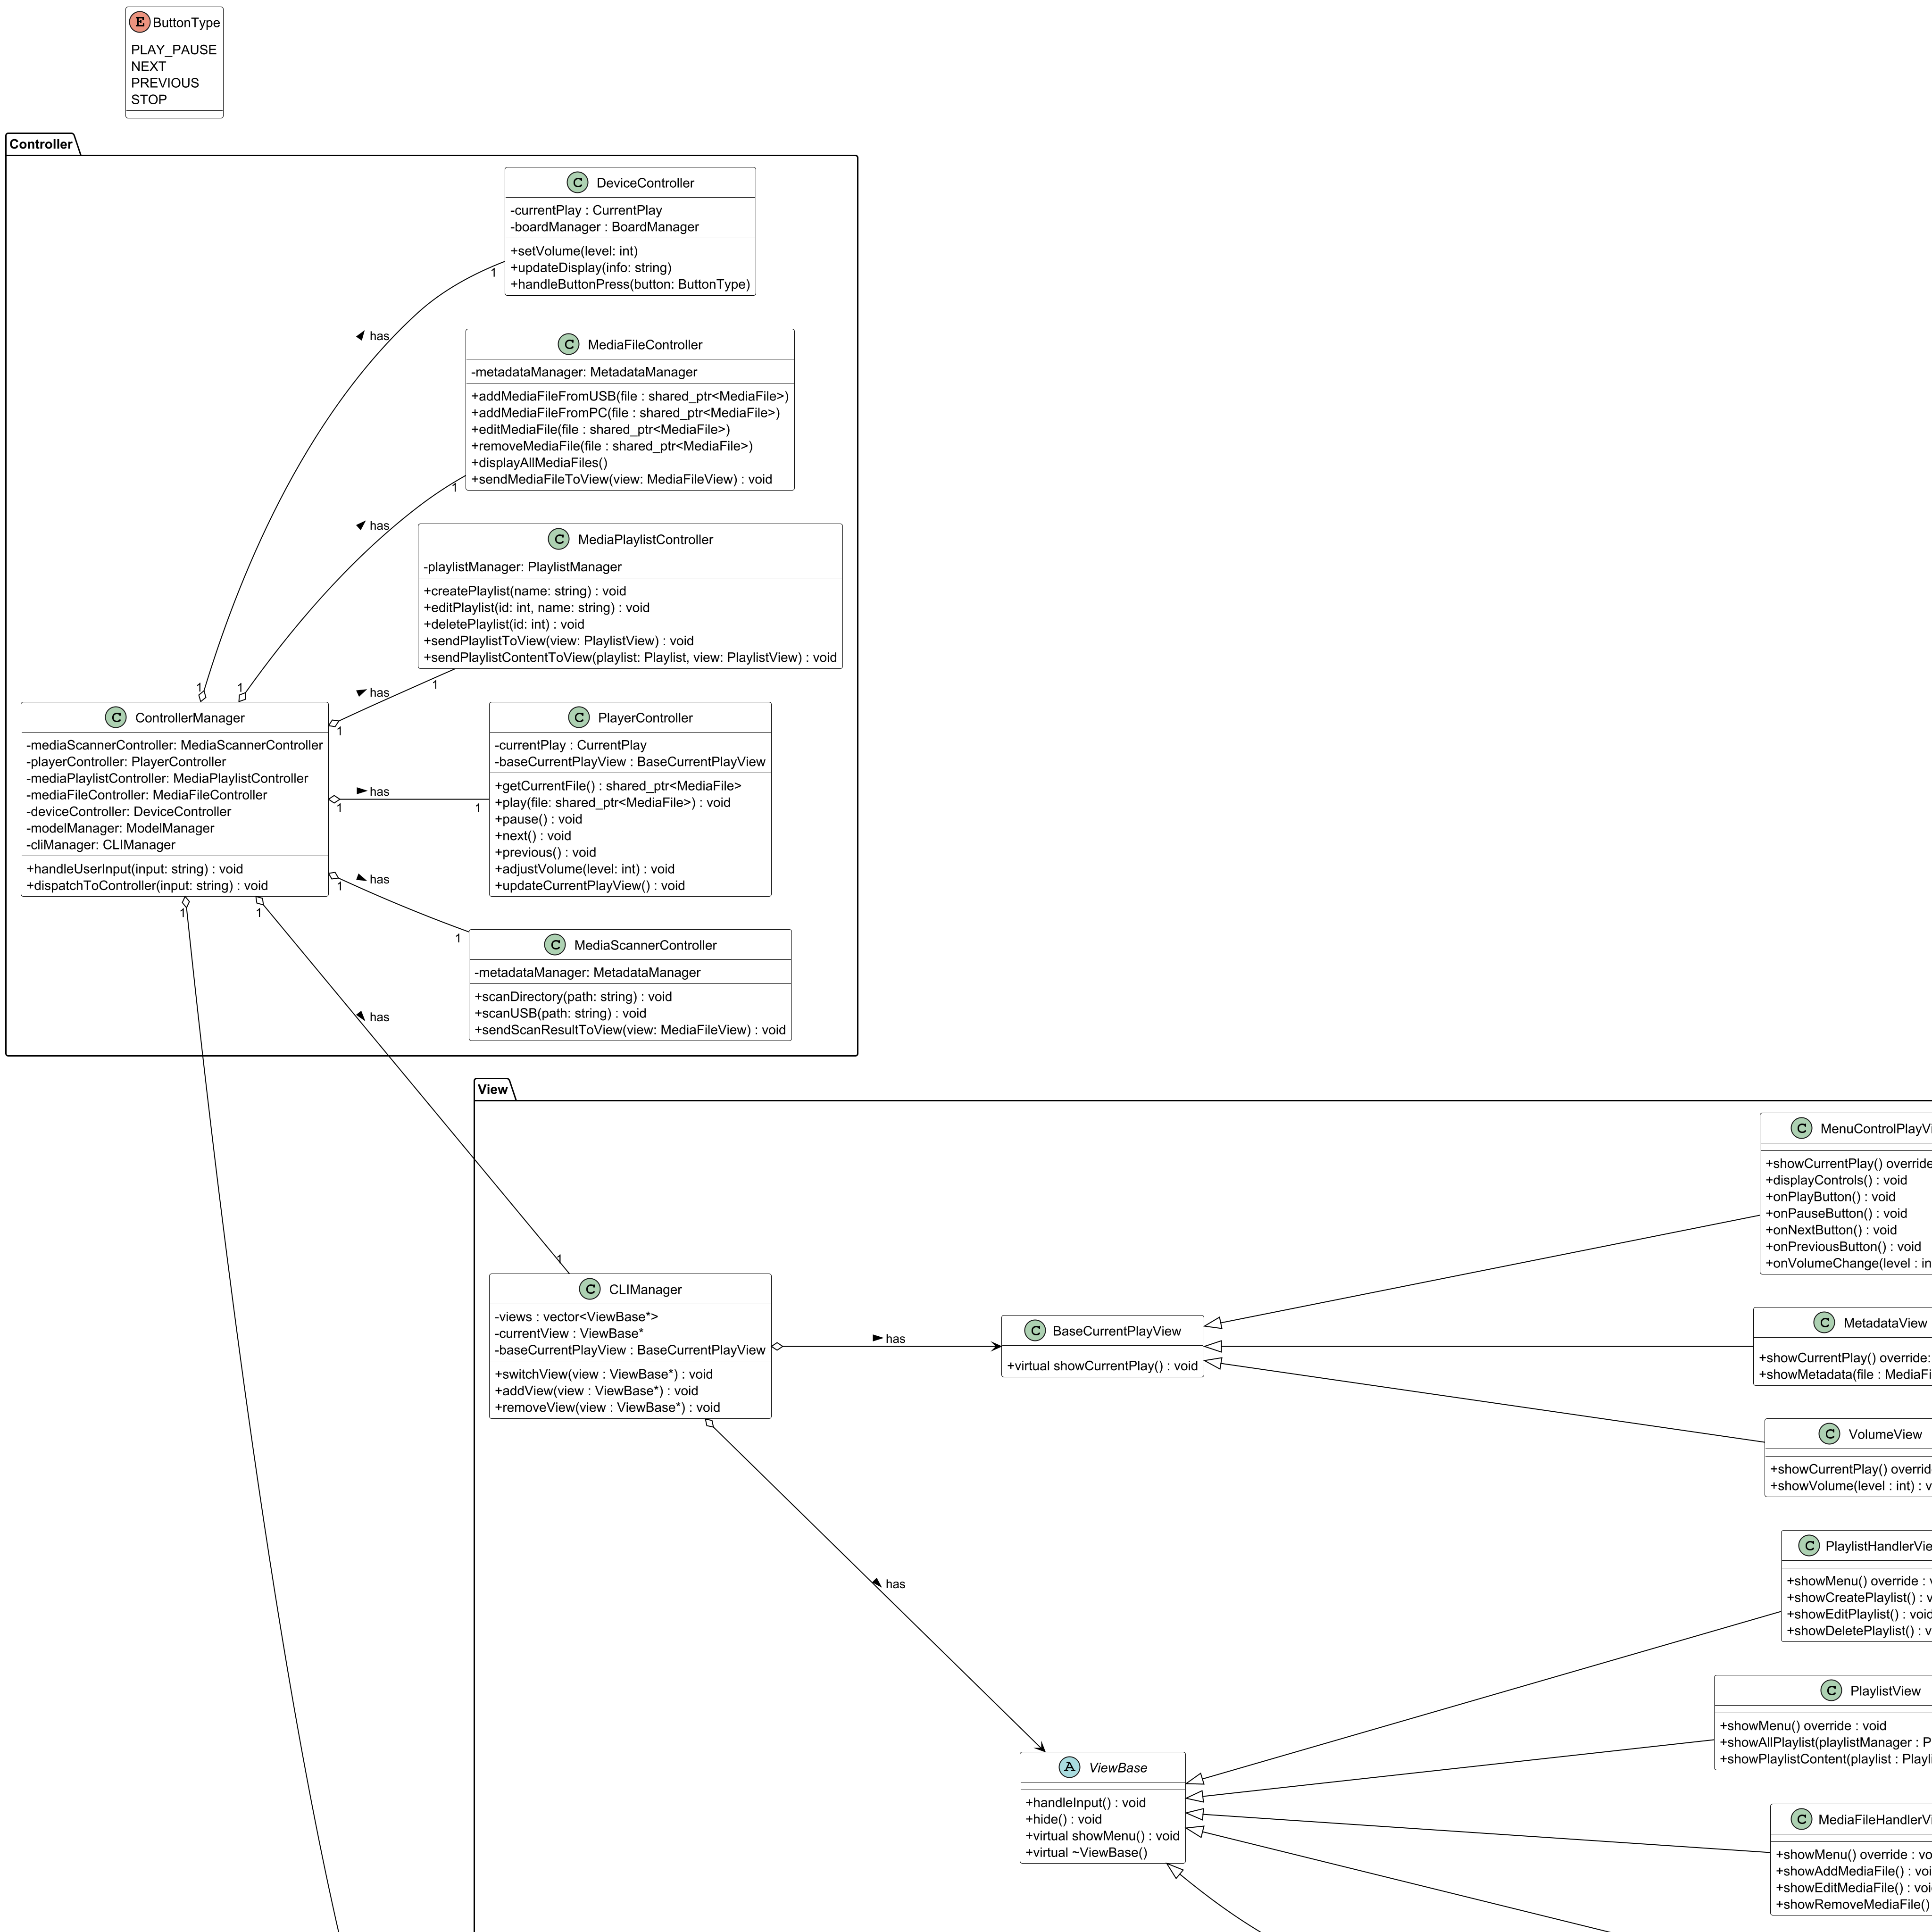 E ButtonType
PLAY_PAUSE
NEXT
PREVIOUS
STOP
Controller
C DeviceController
-currentPlay : CurrentPlay
-boardManager : BoardManager
+setVolume(level: int)
+updateDisplay(info: string)
+handleButtonPress(button: ButtonType)
1
has
C MediaFileController
-metadataManager: MetadataManager
+addMediaFileFromUSB(file : shared_ptr<MediaFile>)
+addMediaFileFromPC(file : shared_ptr<MediaFile>)
+editMediaFile(file : shared_ptr<MediaFile>)
+removeMediaFile(file : shared_ptr<MediaFile>)
+displayAllMediaFiles()
+sendMediaFileToView(view: MediaFileView) : void
1
has
C MediaPlaylistController
-playlistManager: PlaylistManager
+createPlaylist(name: string) : void
+editPlaylist(id: int, name: string) : void
+deletePlaylist(id: int) : void
+sendPlaylistToView(view: PlaylistView) : void
+sendPlaylistContentToView(playlist: Playlist, view: PlaylistView) : void
1
has
1
1
1
C ControllerManager
-mediaScannerController: MediaScannerController
-playerController: PlayerController
-mediaPlaylistController: MediaPlaylistController
-mediaFileController: MediaFileController
-deviceController: DeviceController
-modelManager: ModelManager
-cliManager: CLIManager
+handleUserInput(input: string) : void
+dispatchToController(input: string) : void
has
1
1
C PlayerController
-currentPlay : CurrentPlay
-baseCurrentPlayView : BaseCurrentPlayView
+getCurrentFile() : shared_ptr<MediaFile>
+play(file: shared_ptr<MediaFile>) : void
+pause() : void
+next() : void
+previous() : void
+adjustVolume(level: int) : void
+updateCurrentPlayView() : void
has
1
1
1
1
C MediaScannerController
-metadataManager: MetadataManager
+scanDirectory(path: string) : void
+scanUSB(path: string) : void
+sendScanResultToView(view: MediaFileView) : void
has
View
1
C CLIManager
-views : vector<ViewBase*>
-currentView : ViewBase*
-baseCurrentPlayView : BaseCurrentPlayView
+switchView(view : ViewBase*) : void
+addView(view : ViewBase*) : void
+removeView(view : ViewBase*) : void
has
C BaseCurrentPlayView
+virtual showCurrentPlay() : void
C MenuControlPlayVi
+showCurrentPlay() override
+displayControls() : void
+onPlayButton() : void
+onPauseButton() : void
+onNextButton() : void
+onPreviousButton() : void
+onVolumeChange(level : in
C MetadataView
+showCurrentPlay() override:
+showMetadata(file : MediaFi
C VolumeView
+showCurrentPlay() overrid
+showVolume(level : int) : v
has
C PlaylistHandlerVie
+showMenu() override : v
+showCreatePlaylist() : v
+showEditPlaylist() : void
+showDeletePlaylist() : v
C PlaylistView
+showMenu() override : void
+showAllPlaylist(playlistManager : P
+showPlaylistContent(playlist : Playli
A ViewBase
+handleInput() : void
+hide() : void
+virtual showMenu() : void
+virtual ~ViewBase()
C MediaFileHandlerVi
+showMenu() override : vo
+showAddMediaFile() : voi
+showEditMediaFile() : voi
+showRemoveMediaFile()